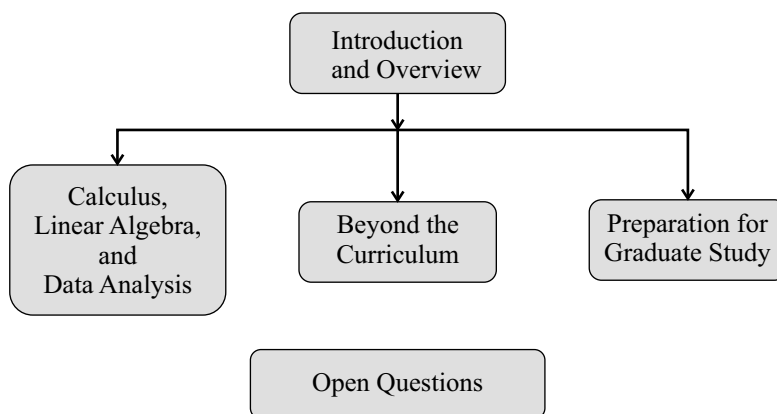 Introduction
and Overview
Calculus,
Linear Algebra,
and
Data Analysis
Beyond the
Curriculum
Preparation for
Graduate Study
Open Questions